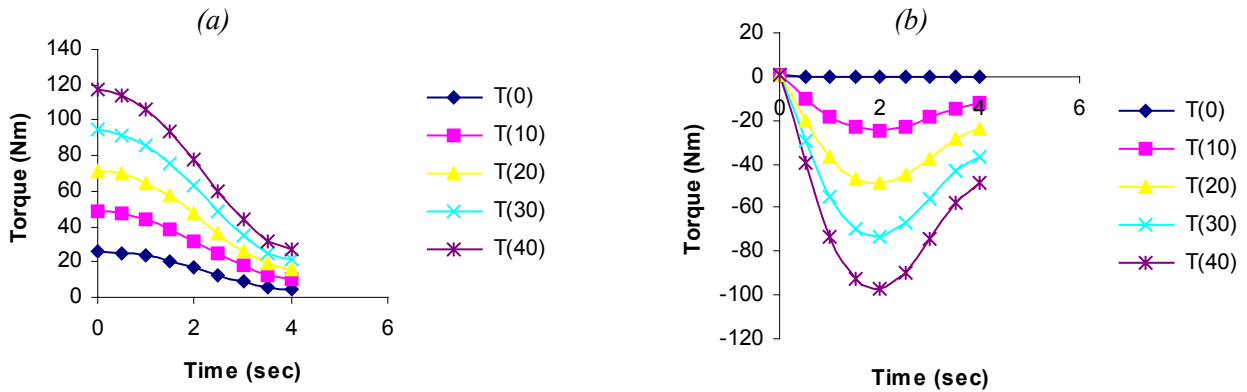 (a)
140
120
100
80
60
40
20
0
Torque (Nm)
0 2 4 6
Time (sec)
T(0)
T(10)
T(20)
T(30)
T(40)
(b)
20
0
-20
-40
-60
-80
-100
-120
Torque (Nm)
0 2 4 6
Time (sec)
T(0)
T(10)
T(20)
T(30)
T(40)